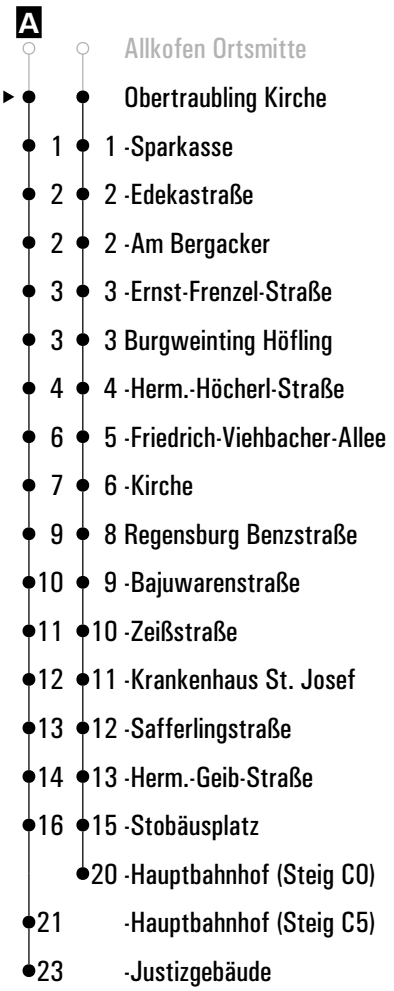 A
Allkofen Ortsmitte
Obertraubling Kirche
1 1 -Sparkasse
2 2 -Edekastraße
2 2 -Am Bergacker
3 3 -Ernst-Frenzel-Straße
3 3 Burgweinting Höfling
4 4 -Herm.-Höcherl-Straße
6 5 -Friedrich-Viehbacher-Allee
7 6 -Kirche
9 8 Regensburg Benzstraße
10 9 -Bajuwarenstraße
11 10 -Zeißstraße
12 11 -Krankenhaus St. Josef
13 12 -Safferlingstraße
14 13 -Herm.-Geib-Straße
16 15 -Stobäusplatz
20 -Hauptbahnhof (Steig C0)
21 -Hauptbahnhof (Steig C5)
23 -Justizgebäude